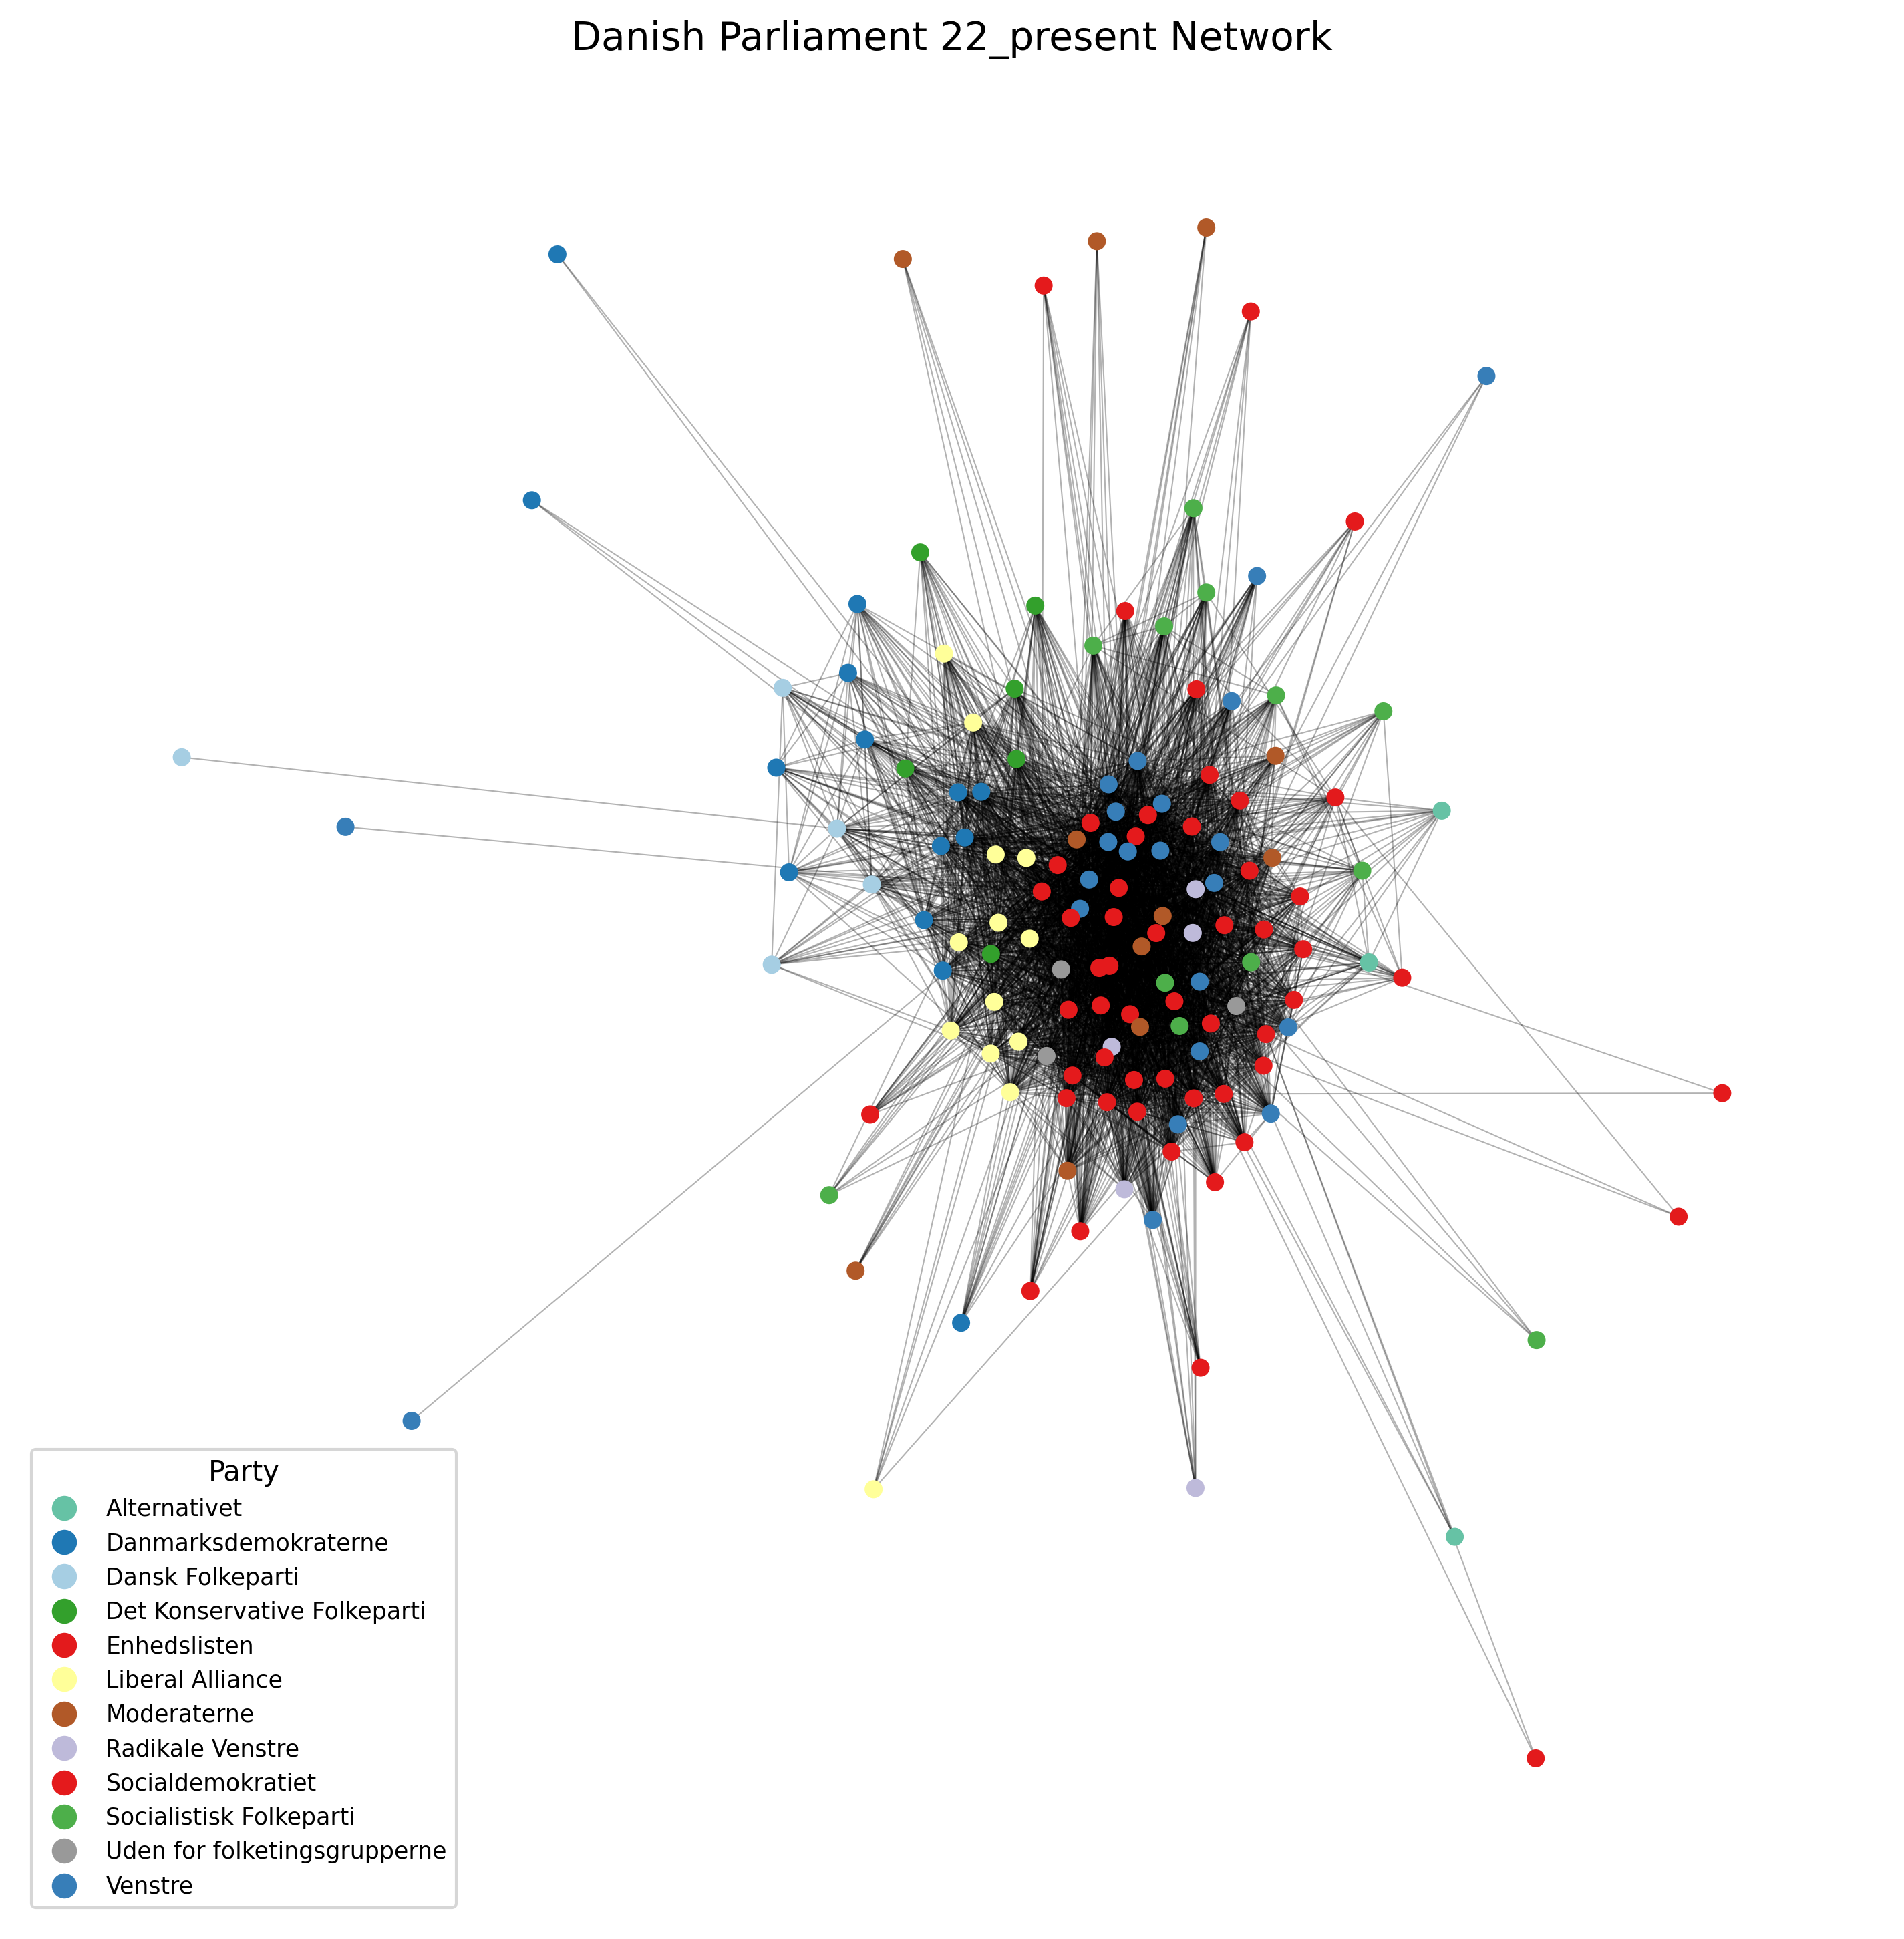 Danish Parliament 22_present Network
Party
Alternativet
Danmarksdemokraterne
Dansk Folkeparti
Det Konservative Folkeparti
Enhedslisten
Liberal Alliance
Moderaterne
Radikale Venstre
Socialdemokratiet
Socialistisk Folkeparti
Uden for folketingsgrupperne
Venstre